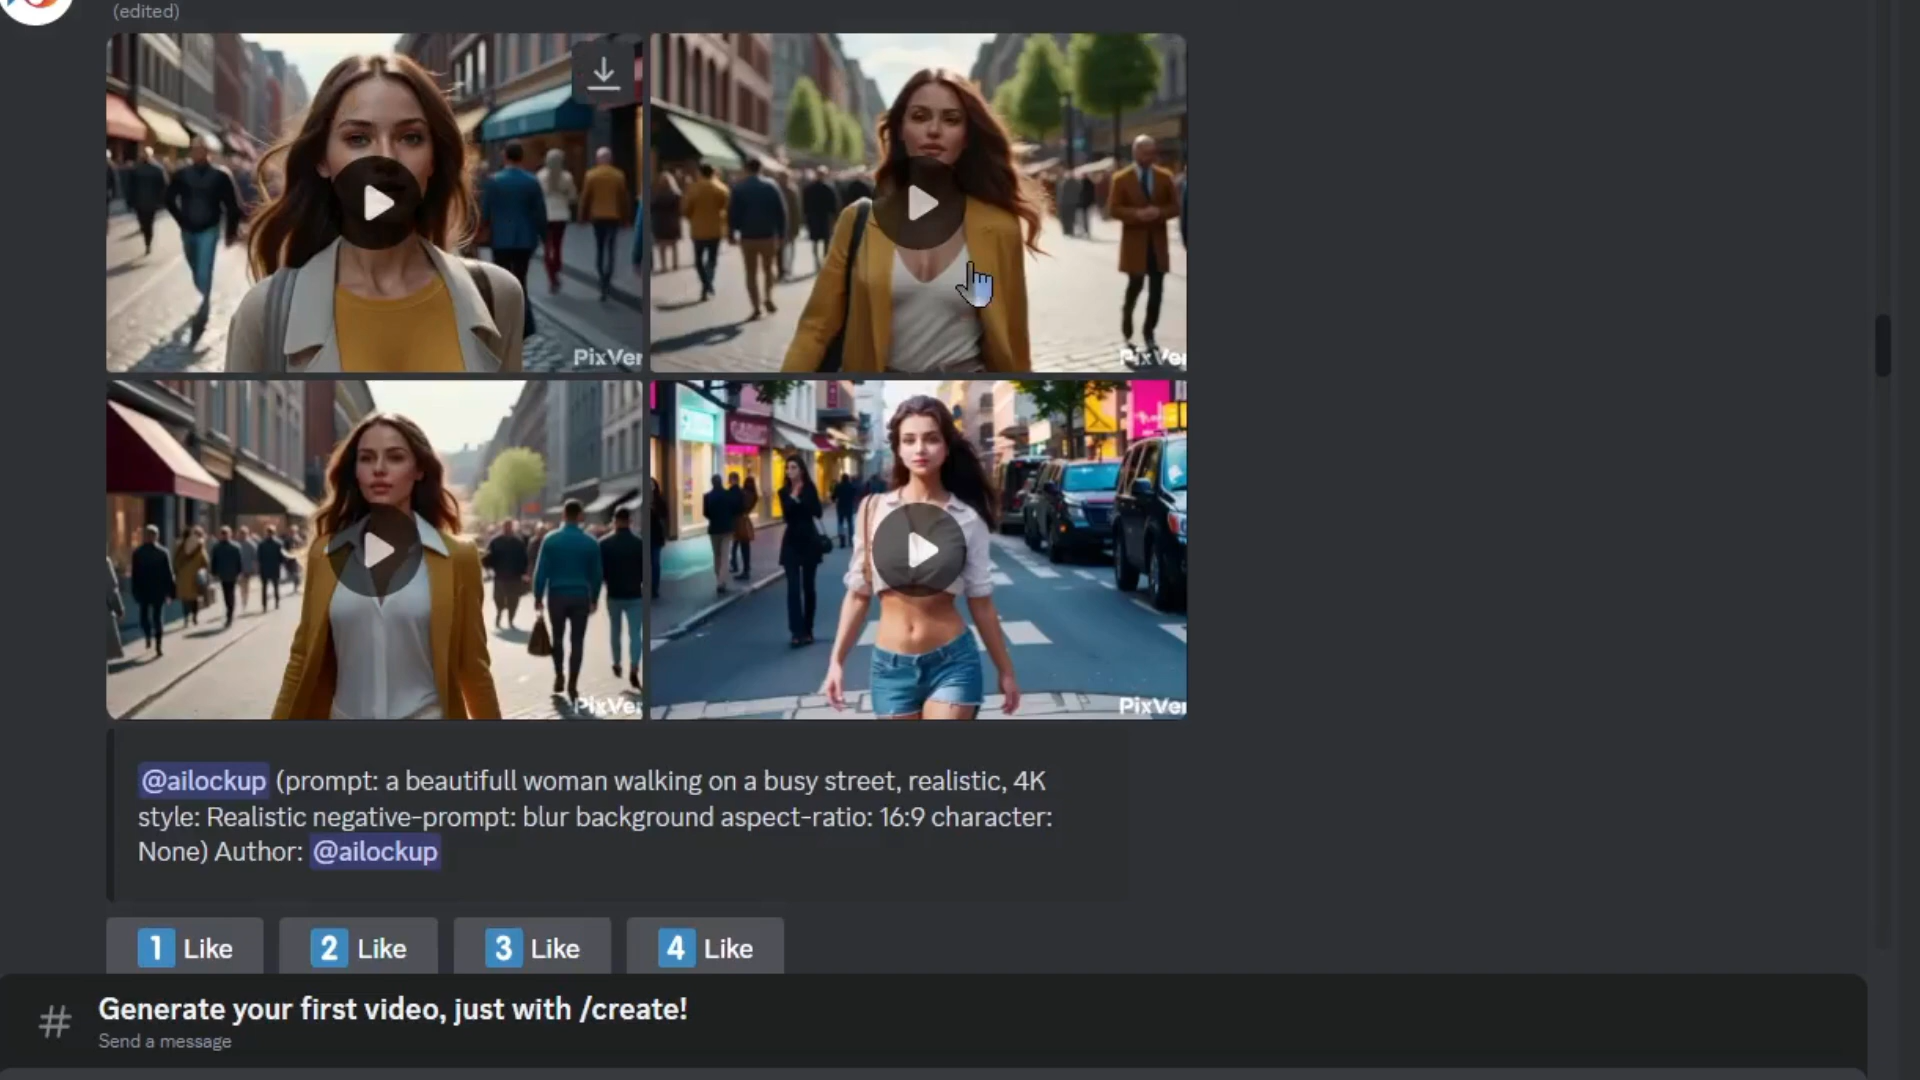 (edited)
PixVer
PixVer
PixVer
PixVer
@ailockup (prompt: a beautifull woman walking on a busy street, realistic, 4K
style: Realistic negative-prompt: blur background aspect-ratio: 16:9 character:
None) Author: @ailockup
1 Like 2 Like 3 Like 4 Like
# Generate your first video, just with /create!
Send a message